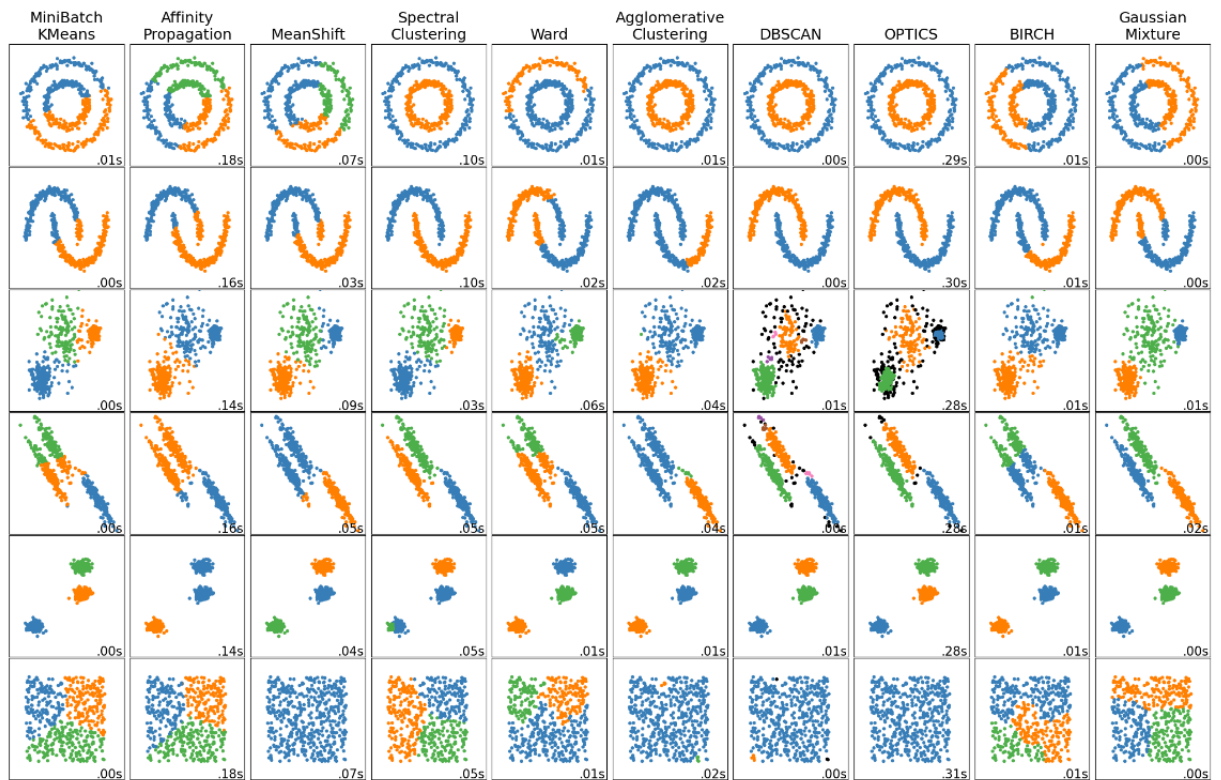 MiniBatch
KMeans
Affinity
Propagation
MeanShift
Spectral
Clustering
Ward
Agglomerative
Clustering
DBSCAN
OPTICS
BIRCH
Gaussian
Mixture
.01s
.18s
.07s
.10s
.01s
.01s
.00s
.29s
.01s
.00s
.00s
.16s
.03s
.10s
.02s
.02s
.00s
.30s
.01s
.00s
.00s
.14s
.09s
.03s
.06s
.04s
.01s
.28s
.01s
.01s
.00s
.16s
.05s
.05s
.05s
.04s
.00s
.28s
.01s
.02s
.00s
.14s
.04s
.05s
.01s
.01s
.01s
.28s
.01s
.00s
.00s
.18s
.07s
.05s
.01s
.02s
.00s
.31s
.01s
.00s